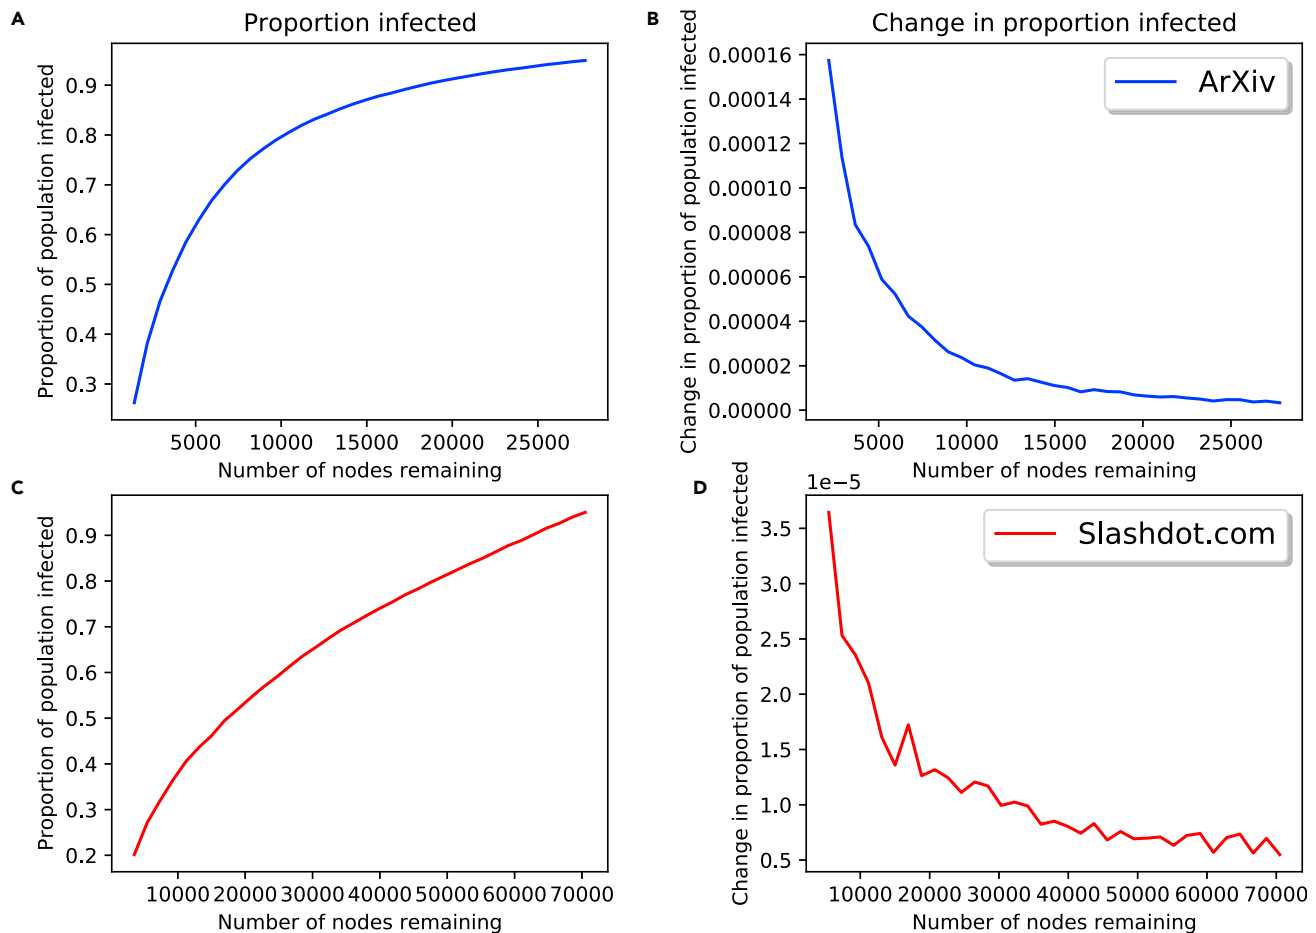 A
Proportion infected
Proportion of population infected
0.9
0.8
0.7
0.6
0.5
0.4
0.3
5000 10000 15000 20000 25000
Number of nodes remaining
B
Change in proportion infected
Change in proportion of population infected
0.00016
0.00014
0.00012
0.00010
0.00008
0.00006
0.00004
0.00002
0.00000
ArXiv
5000 10000 15000 20000 25000
Number of nodes remaining
C
Proportion of population infected
0.9
0.8
0.7
0.6
0.5
0.4
0.3
0.2
10000 20000 30000 40000 50000 60000 70000
Number of nodes remaining
D
1e−5
Change in proportion of population infected
3.5
3.0
2.5
2.0
1.5
1.0
0.5
Slashdot.com
10000 20000 30000 40000 50000 60000 70000
Number of nodes remaining